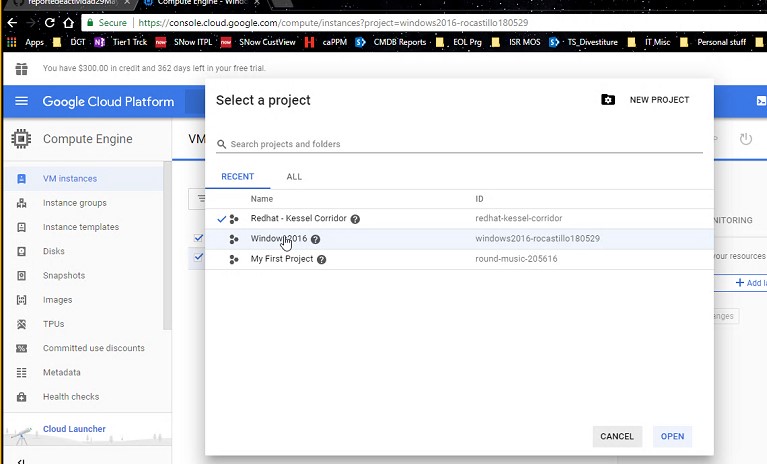 reportedeactividad29May
Compute Engine - Windows2016
Secure https://console.cloud.google.com/compute/instances?project=windows2016-rocastillo180529
Apps DGT Tier1 Trck SNow ITPL SNow CustView caPPM CMDB Reports EOL Prg ISR MOS TS_Divestiture IT Misc Personal stuff
You have $300.00 in credit and 362 days left in your free trial.
Google Cloud Platform
Compute Engine
VM
VM instances
Instance groups
Instance templates
Disks
Snapshots
Images
TPUs
Committed use discounts
Metadata
Health checks
Cloud Launcher
Select a project
NEW PROJECT
Search projects and folders
RECENT ALL
Name ID
Redhat - Kessel Corridor redhat-kessel-corridor
Windows2016 windows2016-rocastillo180529
My First Project round-music-205616
CANCEL OPEN
NITORING
your resources
Add la
anges